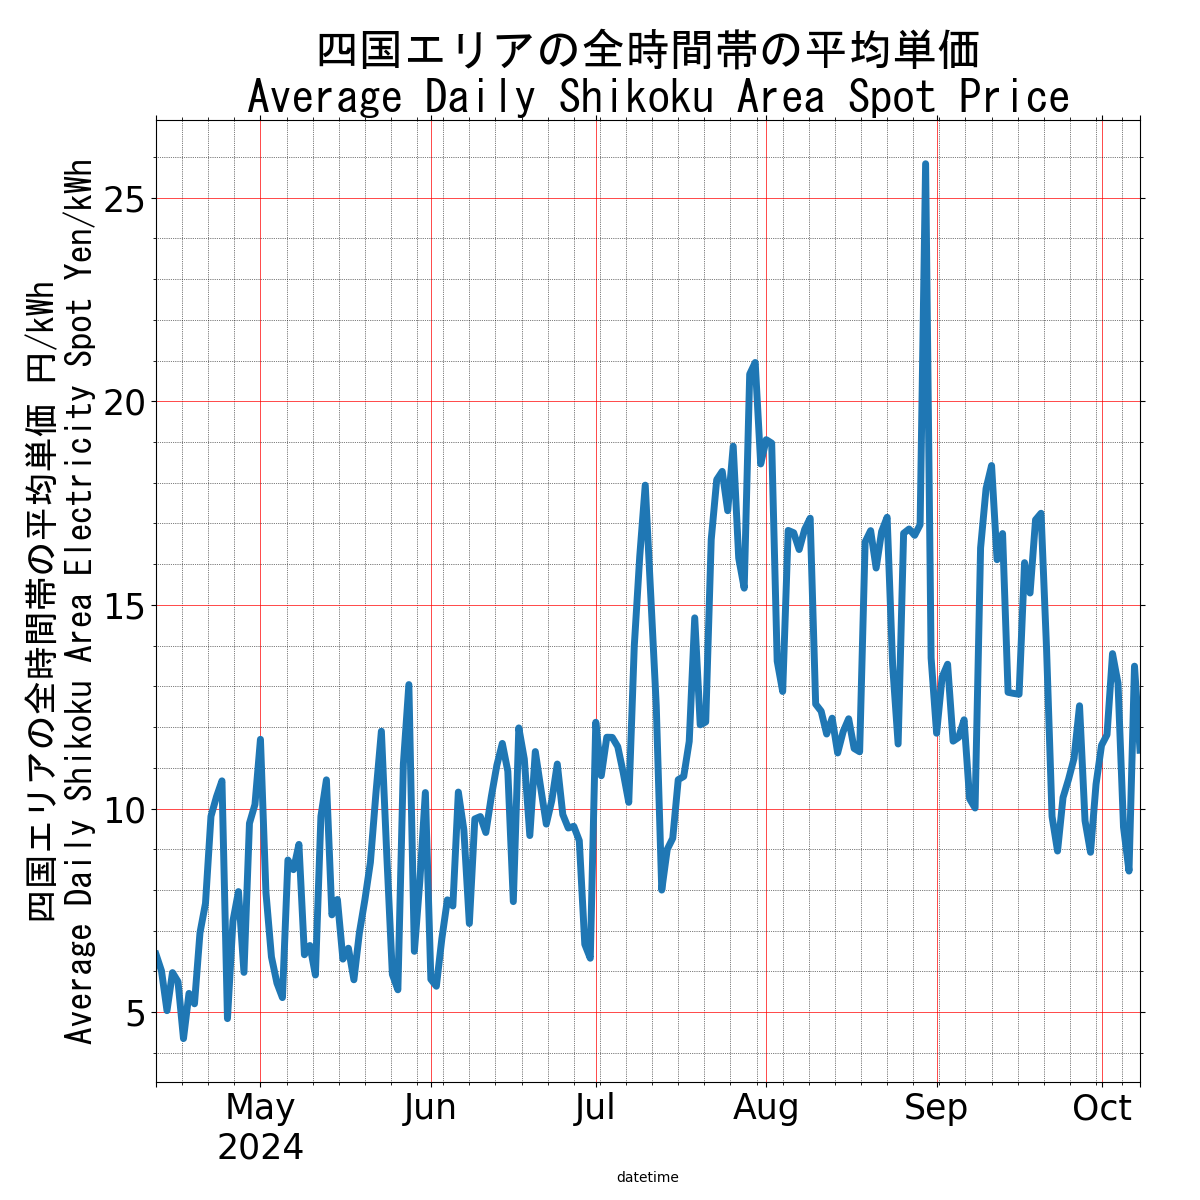 四国エリアの全時間帯の平均単価
Average Daily Shikoku Area Spot Price
四国エリアの全時間帯の平均単価 円/kWh
Average Daily Shikoku Area Electricity Spot Yen/kWh
25
20
15
10
5
May Jun Jul Aug Sep Oct
2024
datetime